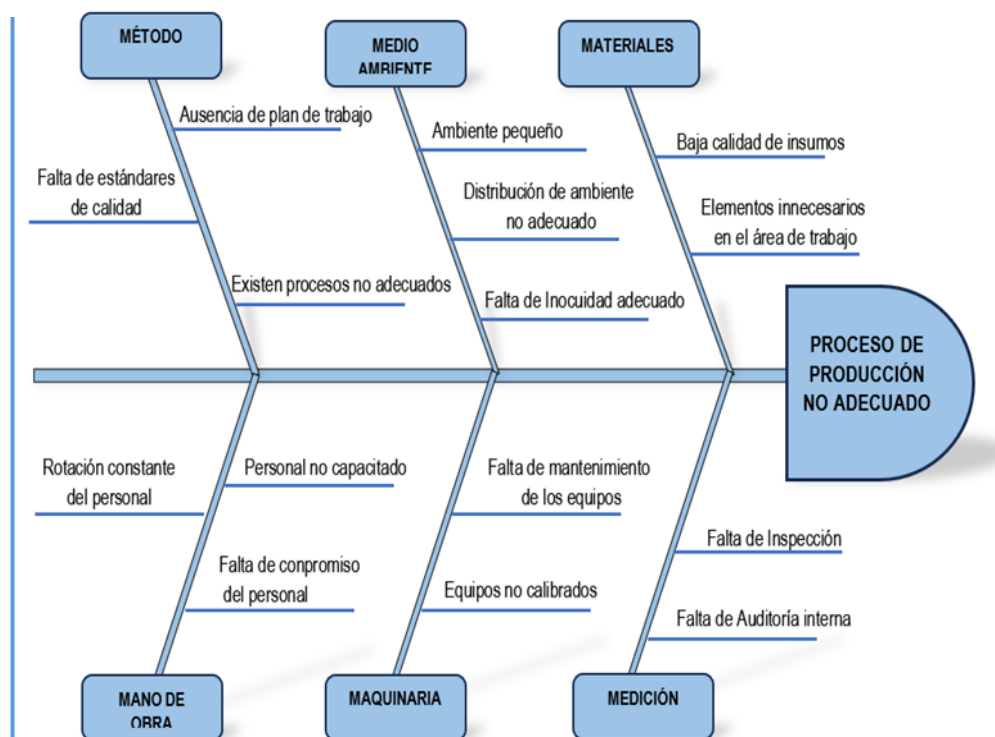 MÉTODO
MEDIO
AMBIENTE
MATERIALES
Ausencia de plan de trabajo
Falta de estándares
de calidad
Existen procesos no adecuados
Ambiente pequeño
Distribución de ambiente
no adecuado
Falta de Inocuidad adecuado
Baja calidad de insumos
Elementos innecesarios
en el área de trabajo
PROCESO DE
PRODUCCIÓN
NO ADECUADO
Rotación constante
del personal
Personal no capacitado
Falta de conpromiso
del personal
Falta de mantenimiento
de los equipos
Equipos no calibrados
Falta de Inspección
Falta de Auditoría interna
MANO DE
OBRA
MAQUINARIA
MEDICIÓN